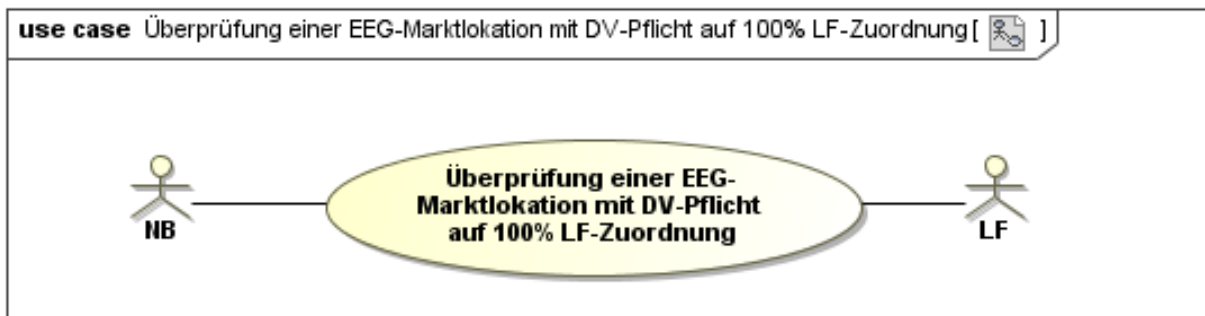 use case Überprüfung einer EEG-Marktlokation mit DV-Pflicht auf 100% LF-Zuordnung[ ]
Überprüfung einer EEG-
Marktlokation mit DV-Pflicht
auf 100% LF-Zuordnung
NB
LF